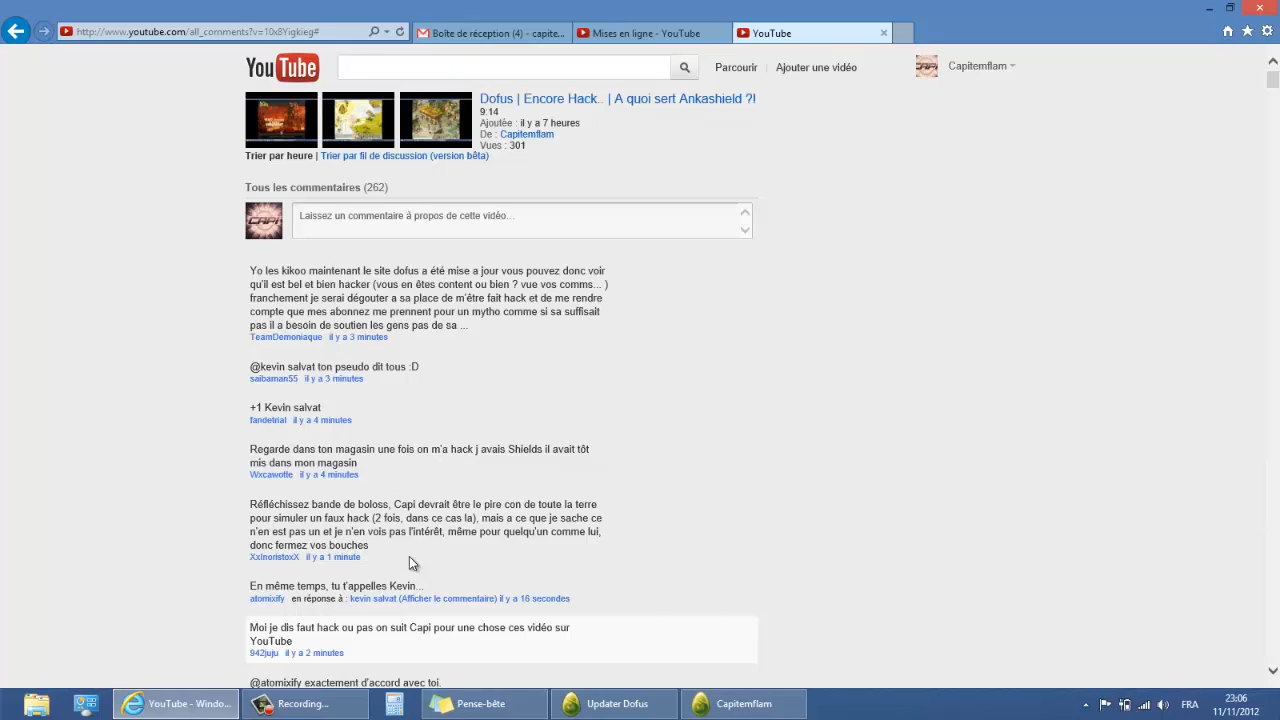 http://www.youtube.com/all_comments?v=10x8Yigkieg#
Boîte de réception (4) - capite...
Mises en ligne - YouTube
YouTube
YouTube
Parcourir
Ajouter une vidéo
Capitemflam
Dofus | Encore Hack.. | A quoi sert Ankashield ?!
9:14
Ajoutée : il y a 7 heures
De : Capitemflam
Vues : 301
Trier par heure | Trier par fil de discussion (version bêta)
Tous les commentaires (262)
CAPI
Laissez un commentaire à propos de cette vidéo...
Yo les kikoo maintenant le site dofus a été mise a jour vous pouvez donc voir
qu'il est bel et bien hacker (vous en êtes content ou bien ? vue vos comms... )
franchement je serai dégouter a sa place de m'être fait hack et de me rendre
compte que mes abonnez me prennent pour un mytho comme si sa suffisait
pas il a besoin de soutien les gens pas de sa ...
TeamDemoniaque il y a 3 minutes
@kevin salvat ton pseudo dit tous :D
saibaman55 il y a 3 minutes
+1 Kevin salvat
fandetrial il y a 4 minutes
Regarde dans ton magasin une fois on m'a hack j avais Shields il avait tôt
mis dans mon magasin
Wxcawotte il y a 4 minutes
Réfléchissez bande de boloss, Capi devrait être le pire con de toute la terre
pour simuler un faux hack (2 fois, dans ce cas la), mais a ce que je sache ce
n'en est pas un et je n'en vois pas l'intérêt, même pour quelqu'un comme lui,
donc fermez vos bouches
XxInoristoxX il y a 1 minute
En même temps, tu t'appelles Kevin...
atomixify en réponse à : kevin salvat (Afficher le commentaire) il y a 16 secondes
Moi je dis faut hack ou pas on suit Capi pour une chose ces vidéo sur
YouTube
942juju il y a 2 minutes
@atomixify exactement d'accord avec toi.
YouTube - Windo...
Recording...
Pense-bête
Updater Dofus
Capitemflam
FRA
23:06
11/11/2012